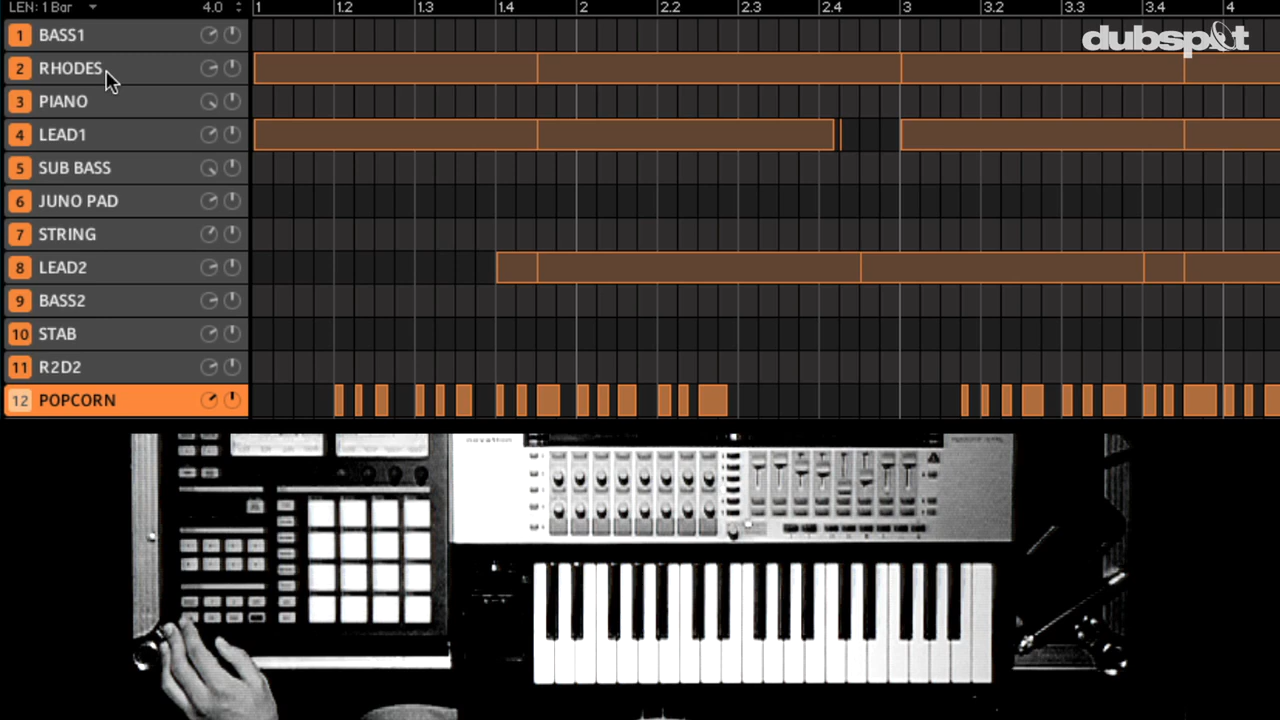 LEN: 1 Bar 4.0 1 1.2 1.3 1.4 2 2.2 2.3 2.4 3 3.2 3.3 3.4 4
dubspot
1 BASS1
2 RHODES
3 PIANO
4 LEAD1
5 SUB BASS
6 JUNO PAD
7 STRING
8 LEAD2
9 BASS2
10 STAB
11 R2D2
12 POPCORN
novation